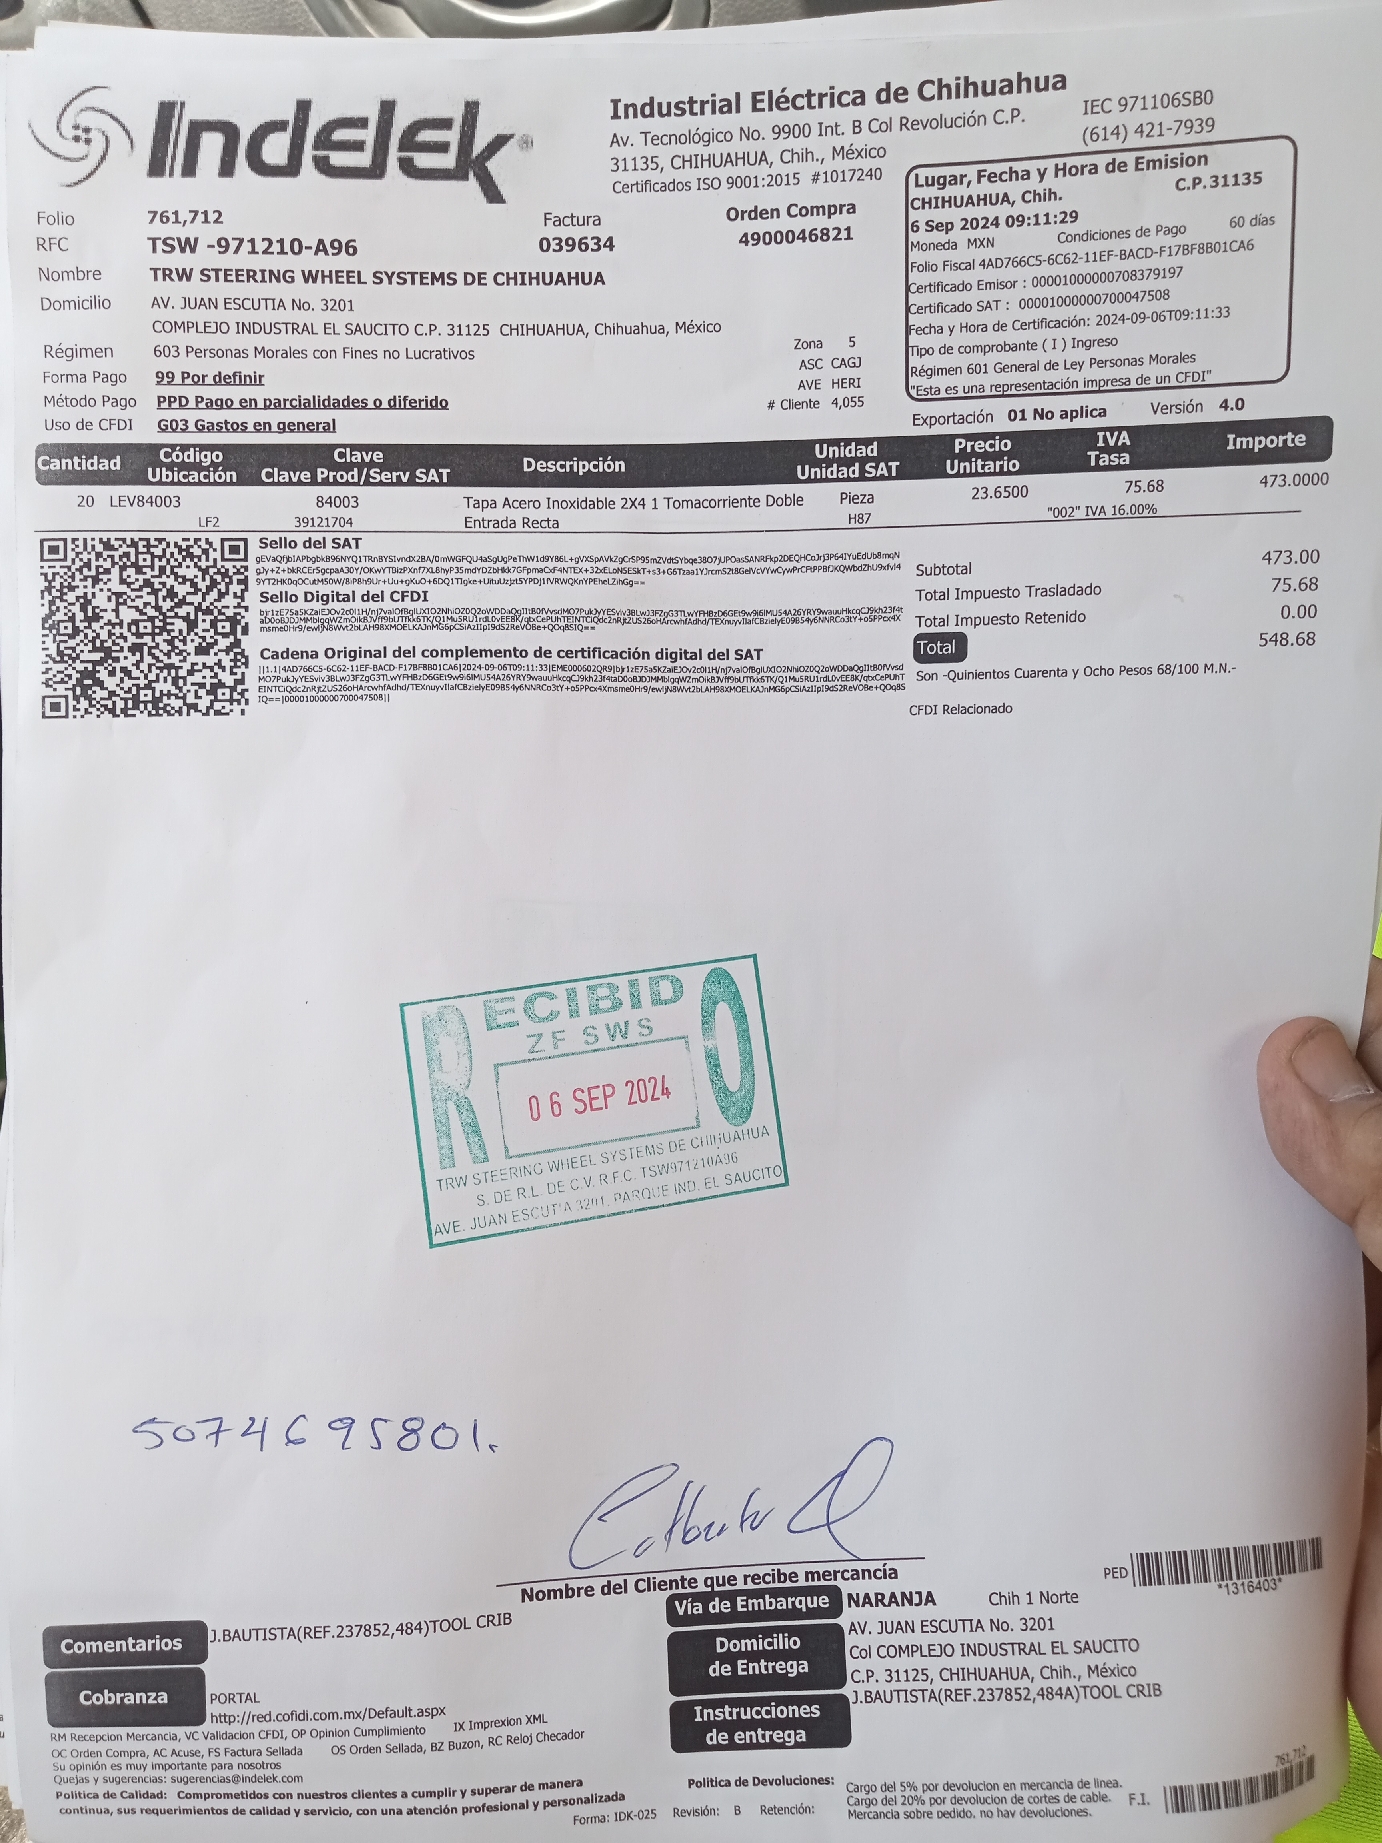 Indelek
Industrial Eléctrica de Chihuahua
Av. Tecnológico No. 9900 Int. B Col Revolución C.P.
31135, CHIHUAHUA, Chih., México
Certificados ISO 9001:2015 #1017240
IEC 971106SB0
(614) 421-7939
Lugar, Fecha y Hora de Emision
CHIHUAHUA, Chih. C.P.31135
6 Sep 2024 09:11:29
Moneda MXN Condiciones de Pago 60 días
Folio Fiscal 4AD766C5-6C62-11EF-BACD-F17BF8B01CA6
Certificado Emisor : 00001000000708379197
Certificado SAT : 00001000000700047508
Fecha y Hora de Certificación: 2024-09-06T09:11:33
Tipo de comprobante ( I ) Ingreso
Régimen 601 General de Ley Personas Morales
"Esta es una representación impresa de un CFDI"
Exportación 01 No aplica Versión 4.0
Folio 761,712
Factura 039634
Orden Compra 4900046821
RFC TSW -971210-A96
Nombre TRW STEERING WHEEL SYSTEMS DE CHIHUAHUA
Domicilio AV. JUAN ESCUTIA No. 3201
COMPLEJO INDUSTRIAL EL SAUCITO C.P. 31125 CHIHUAHUA, Chihuahua, México
Régimen 603 Personas Morales con Fines no Lucrativos
Forma Pago 99 Por definir
Método Pago PPD Pago en parcialidades o diferido
Uso de CFDI G03 Gastos en general
Zona 5
ASC CAGJ
AVE HERI
# Cliente 4,055
Cantidad Código Ubicación Clave Clave Prod/Serv SAT Descripción Unidad Unidad SAT Precio Unitario IVA Tasa Importe
20 LEV84003 84003 Tapa Acero Inoxidable 2X4 1 Tomacorriente Doble Pieza 23.6500 75.68 473.0000
LF2 39121704 Entrada Recta H87 "002" IVA 16.00%
Sello del SAT
Sello Digital del CFDI
Cadena Original del complemento de certificación digital del SAT
Subtotal 473.00
Total Impuesto Trasladado 75.68
Total Impuesto Retenido 0.00
Total 548.68
Son -Quinientos Cuarenta y Ocho Pesos 68/100 M.N.-
CFDI Relacionado
RECIBIDO
ZF SWS
06 SEP 2024
TRW STEERING WHEEL SYSTEMS DE CHIHUAHUA
S. DE R.L. DE C.V. R.F.C. TSW971210A96
AVE. JUAN ESCUTIA 3201, PARQUE IND. EL SAUCITO
5074695801.
Nombre del Cliente que recibe mercancía
PED *1316403*
Vía de Embarque NARANJA Chih 1 Norte
Domicilio de Entrega
AV. JUAN ESCUTIA No. 3201
Col COMPLEJO INDUSTRIAL EL SAUCITO
C.P. 31125, CHIHUAHUA, Chih., México
Instrucciones de entrega
J.BAUTISTA(REF.237852,484A)TOOL CRIB
Comentarios J.BAUTISTA(REF.237852,484)TOOL CRIB
Cobranza PORTAL
http://red.cofidi.com.mx/Default.aspx
RM Recepcion Mercancia, VC Validacion CFDI, OP Opinion Cumplimiento IX Imprexion XML
OC Orden Compra, AC Acuse, FS Factura Sellada OS Orden Sellada, BZ Buzon, RC Reloj Checador
Su opinión es muy importante para nosotros
Quejas y sugerencias: sugerencias@indelek.com
Politica de Calidad: Comprometidos con nuestros clientes a cumplir y superar de manera
continua, sus requerimientos de calidad y servicio, con una atención profesional y personalizada
Forma: IDK-025 Revisión: B Retención:
Politica de Devoluciones:
Cargo del 5% por devolucion en mercancia de linea.
Cargo del 20% por devolucion de cortes de cable.
Mercancia sobre pedido, no hay devoluciones.
F.I.
761,712